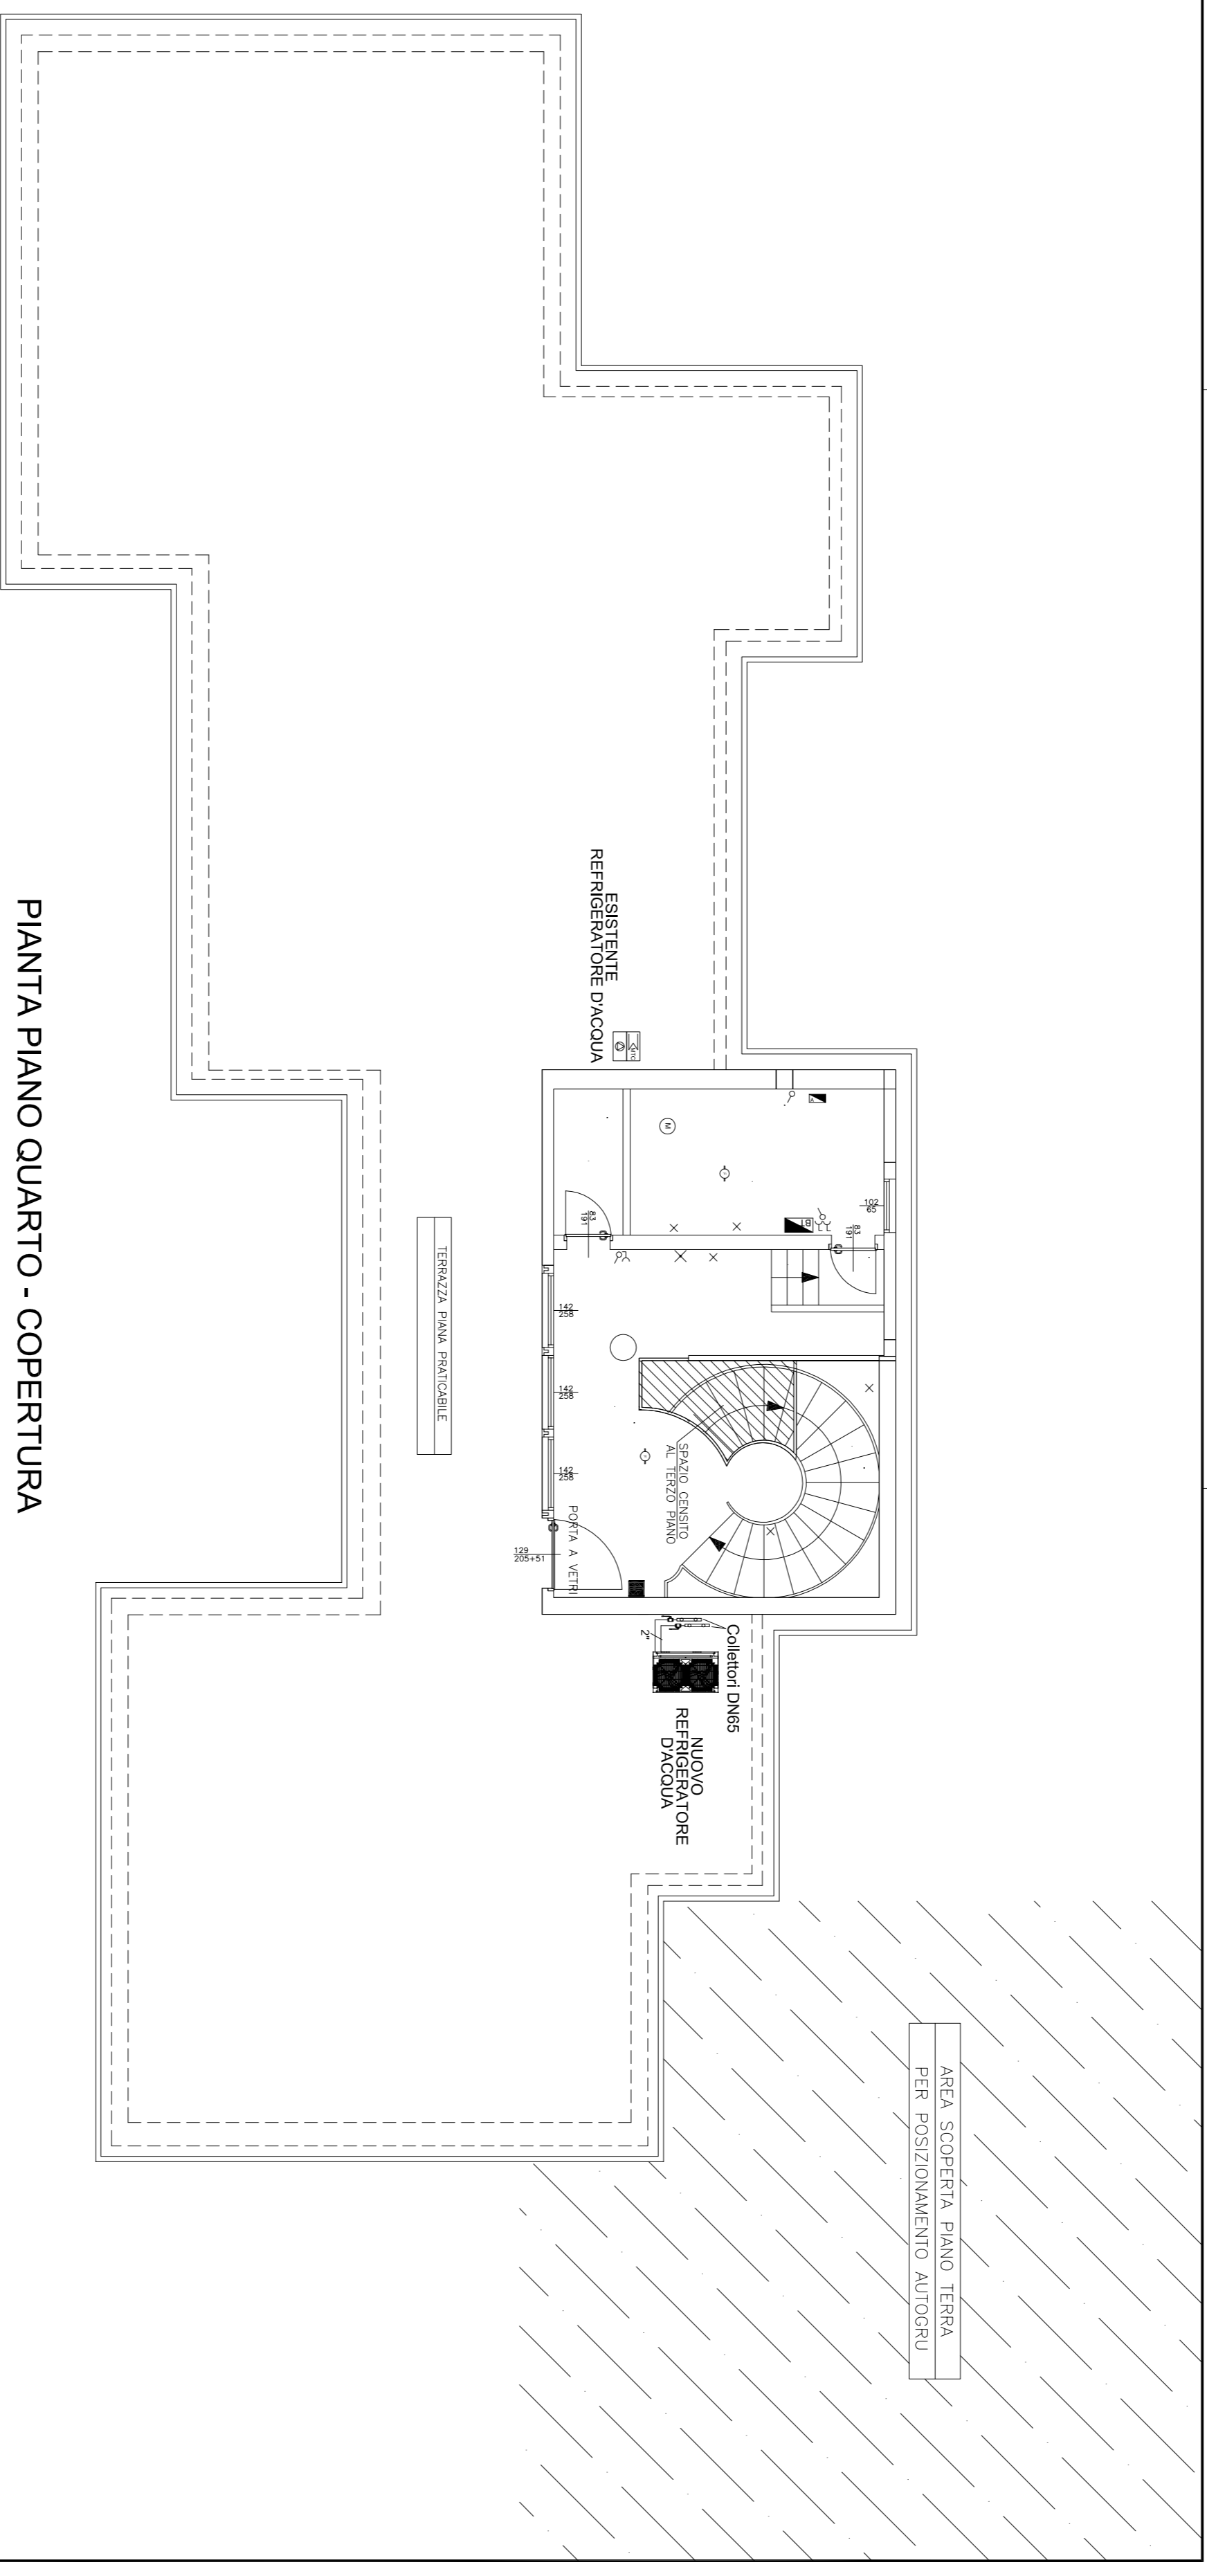 AREA SCOPERTA PIANO TERRA
PER POSIZIONAMENTO AUTOGRU
102
65
83
191
BT
M
83
191
ESISTENTE
REFRIGERATORE D'ACQUA
142
258
142
258
142
258
SPAZIO CENSITO
AL TERZO PIANO
PORTA A VETRI
129
205+51
Collettori DN65
2"
NUOVO
REFRIGERATORE
D'ACQUA
TERRAZZA PIANA PRATICABILE
PIANTA PIANO QUARTO - COPERTURA